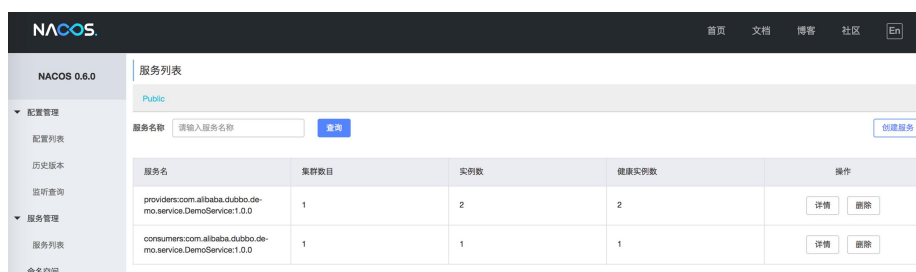 NACOS.
首页 文档 博客 社区 En
NACOS 0.6.0
服务列表
Public
配置管理
服务名称 请输入服务名称 查询 创建服务
配置列表
历史版本
服务名 集群数目 实例数 健康实例数 操作
监听查询
providers:com.alibaba.dubbo.de-
mo.service.DemoService:1.0.0
1 2 2 详情 删除
服务管理
服务列表
consumers:com.alibaba.dubbo.de-
mo.service.DemoService:1.0.0
1 1 1 详情 删除
命名空间